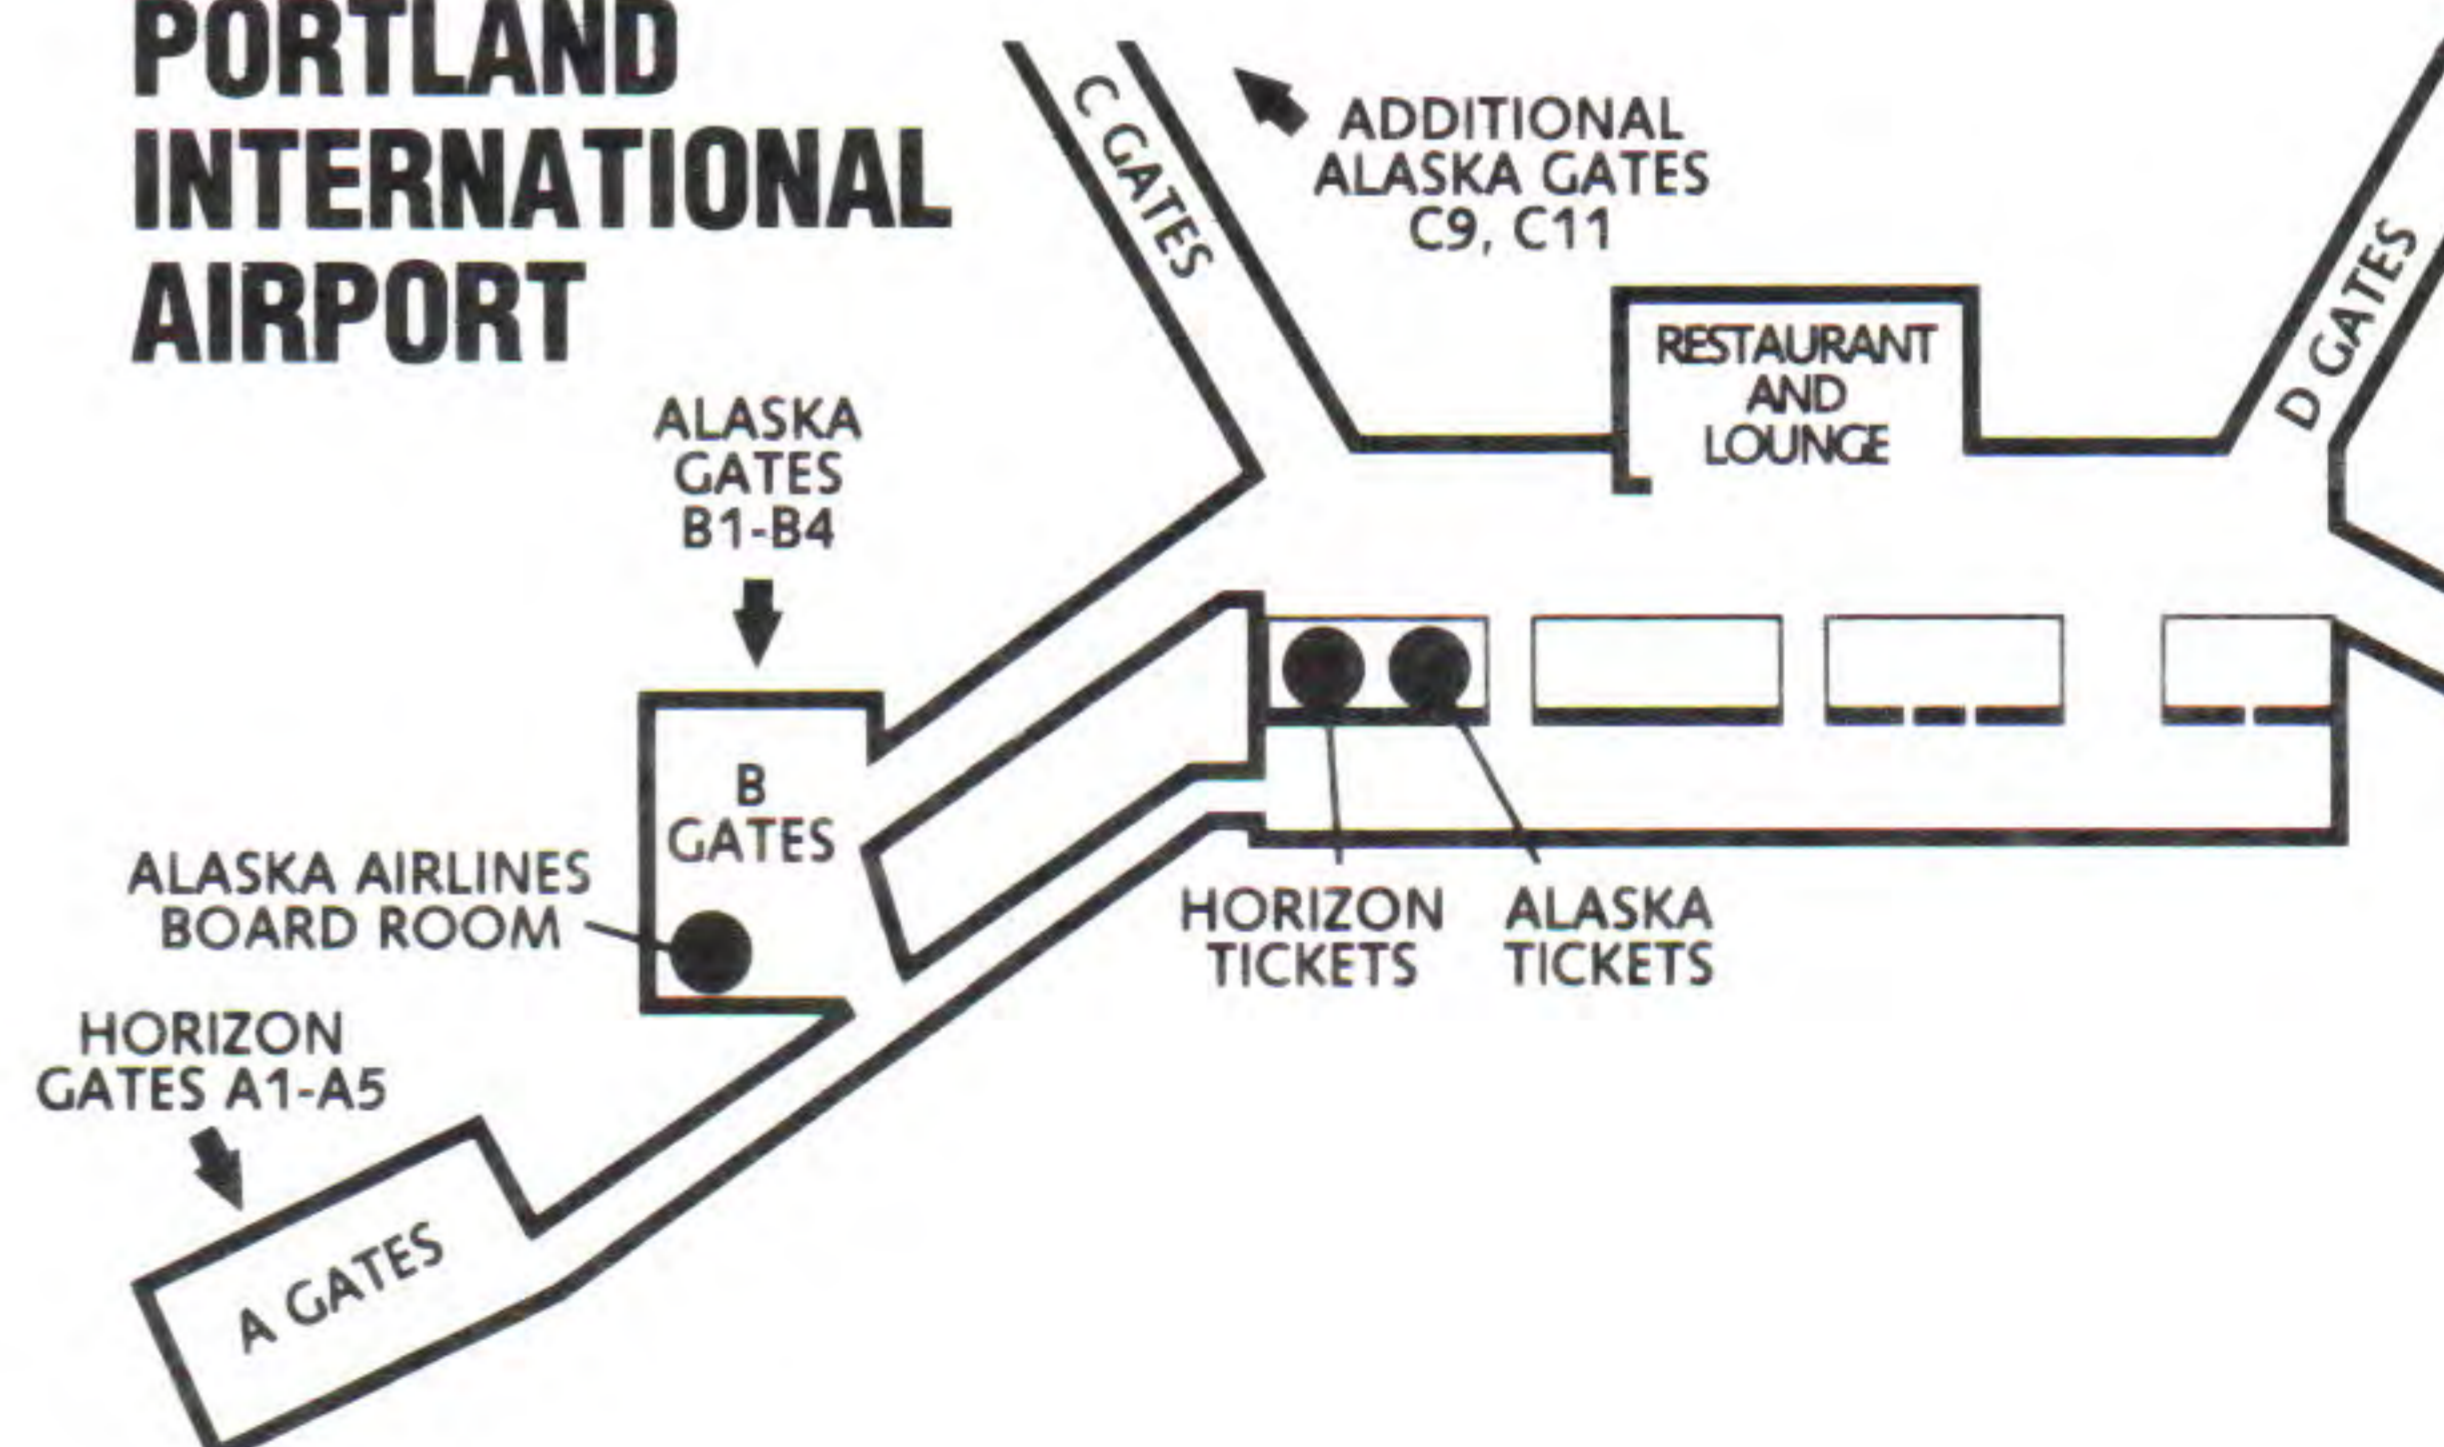 PORTLAND
INTERNATIONAL
AIRPORT
C GATES
ADDITIONAL
ALASKA GATES
C9, C11
RESTAURANT
AND
LOUNGE
D GATES
ALASKA
GATES
B1-B4
B
GATES
ALASKA AIRLINES
BOARD ROOM
HORIZON
TICKETS
ALASKA
TICKETS
HORIZON
GATES A1-A5
A GATES